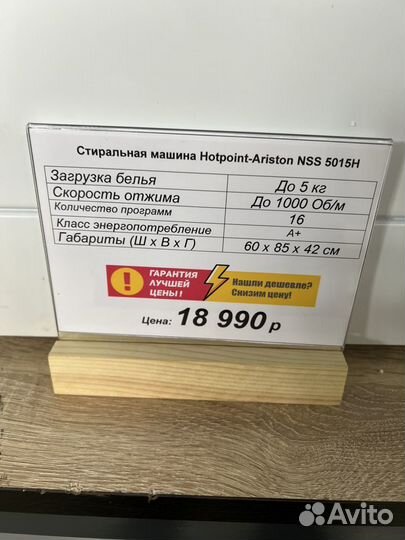 Стиральная машина Hotpoint-Ariston NSS 5015H
Загрузка белья До 5 кг
Скорость отжима До 1000 Об/м
Количество программ 16
Класс энергопотребление А+
Габариты (Ш х В х Г) 60 х 85 х 42 см
ГАРАНТИЯ
ЛУЧШЕЙ
ЦЕНЫ!
Нашли дешевле?
Снизим цену!
Цена: 18 990 р
Avito